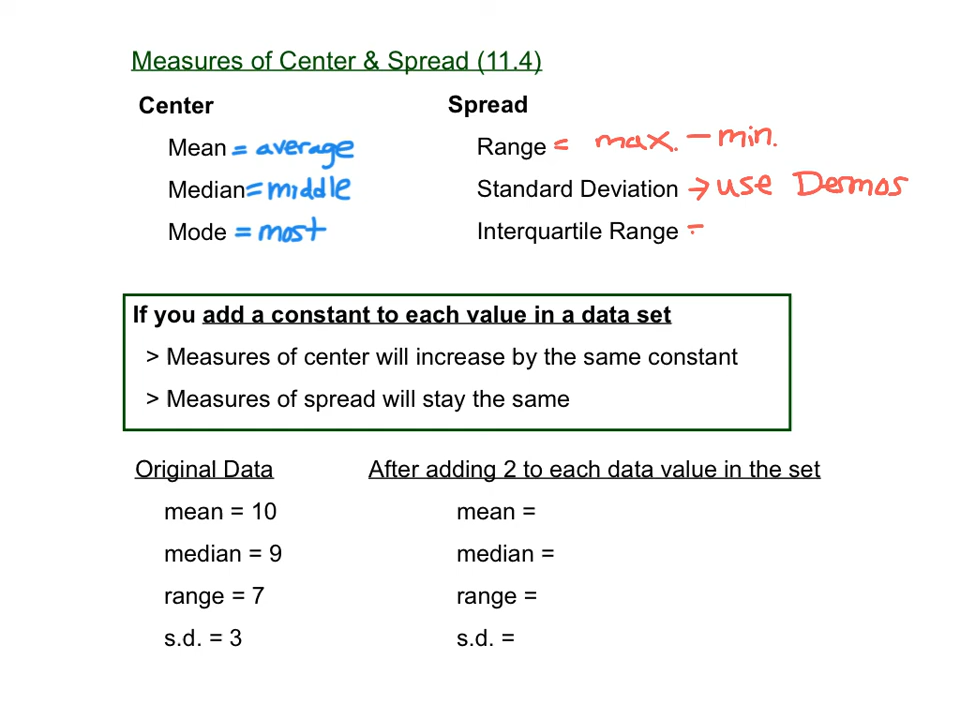 Measures of Center & Spread (11.4)
Center
Mean = average
Median = middle
Mode = most
Spread
Range = max. - min.
Standard Deviation → use Desmos
Interquartile Range =
If you add a constant to each value in a data set
> Measures of center will increase by the same constant
> Measures of spread will stay the same
Original Data
mean = 10
median = 9
range = 7
s.d. = 3
After adding 2 to each data value in the set
mean =
median =
range =
s.d. =